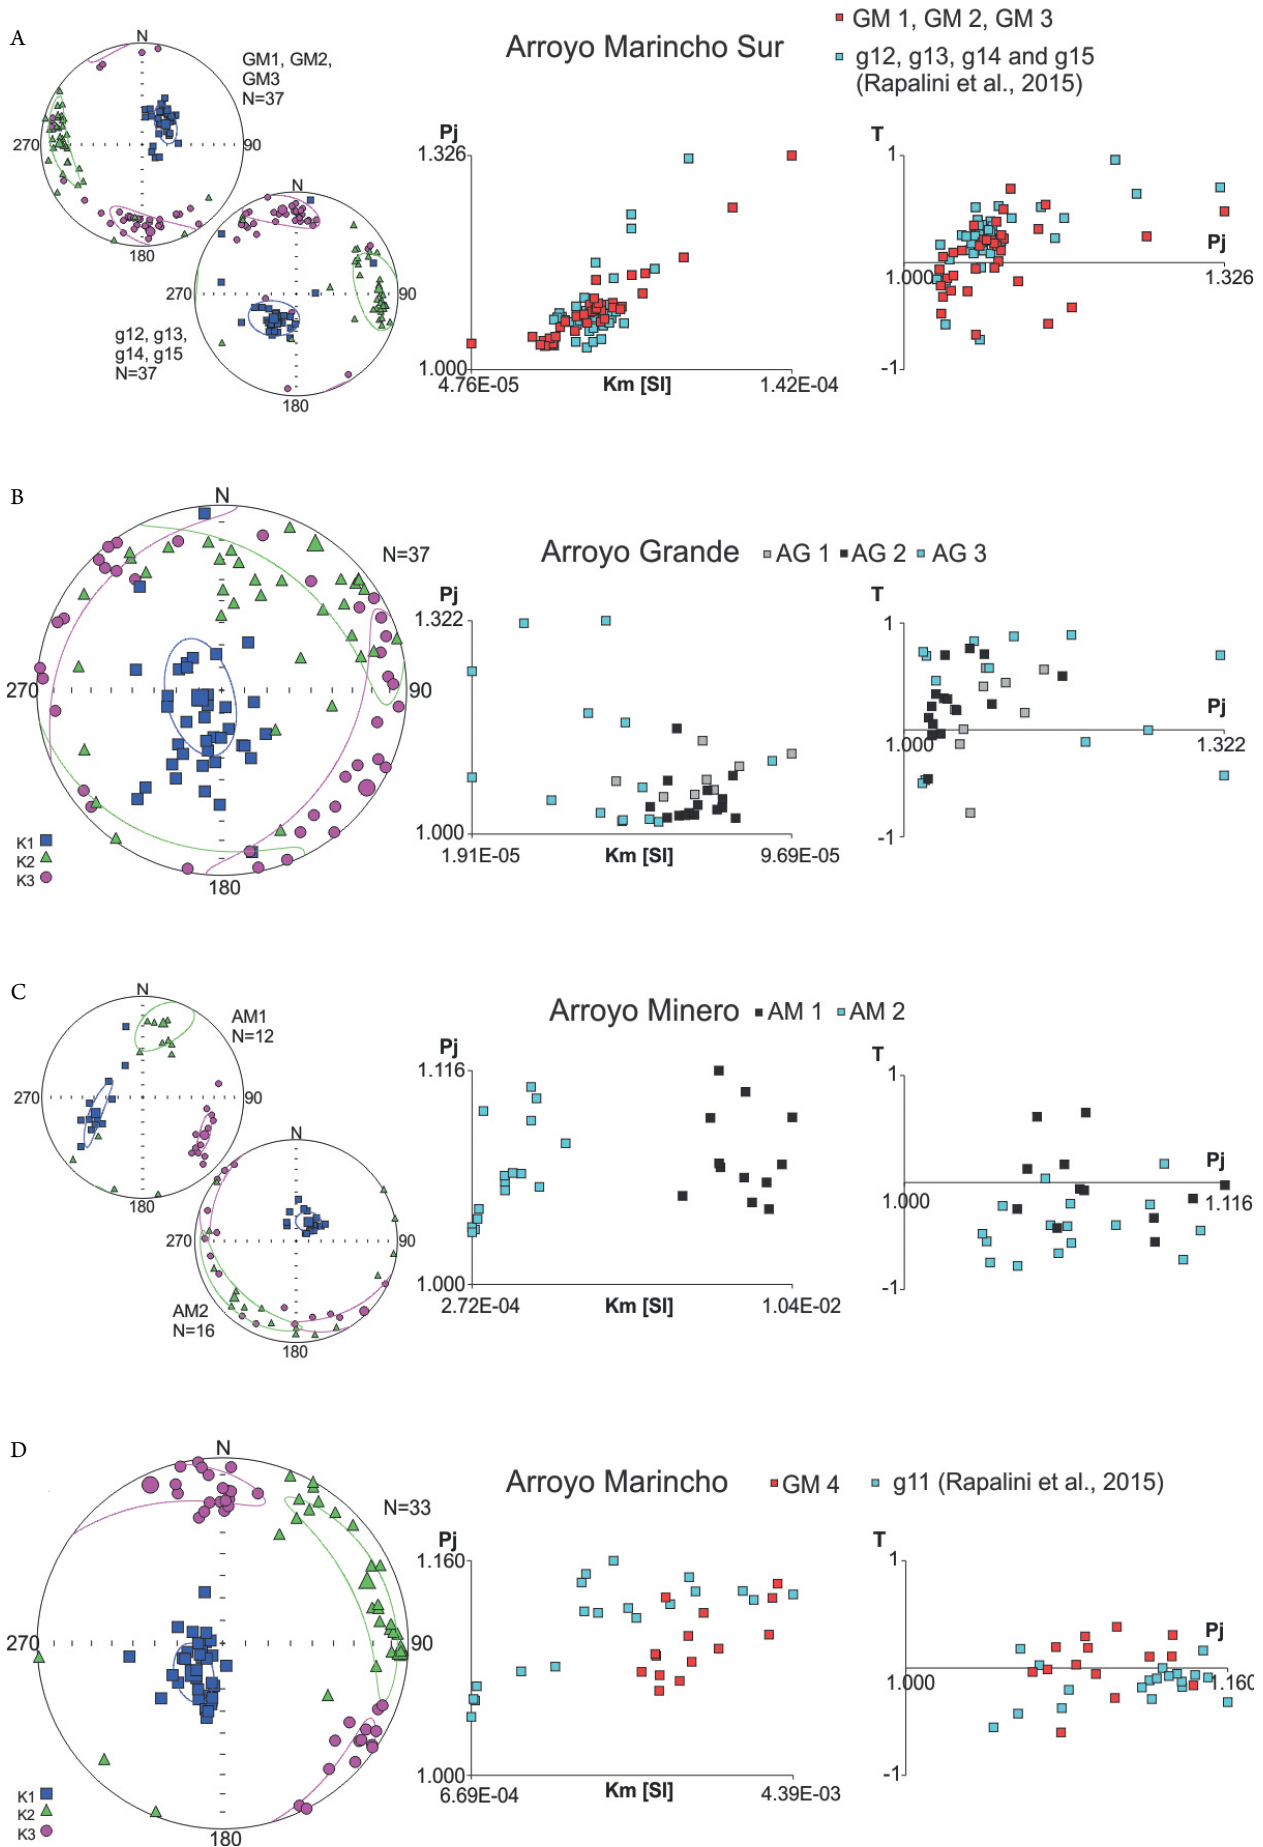 A
N
GM1, GM2,
GM3
N=37
270
90
180
N
270
90
g12, g13,
g14, g15
N=37
180
Arroyo Marincho Sur
GM 1, GM 2, GM 3
g12, g13, g14 and g15
(Rapalini et al., 2015)
Pj
1.326
1.000
4.76E-05
Km [SI]
1.42E-04
T
1
Pj
1.000
1.326
-1
B
N
N=37
270
90
180
K1
K2
K3
Arroyo Grande
AG 1
AG 2
AG 3
Pj
1.322
1.000
1.91E-05
Km [SI]
9.69E-05
T
1
Pj
1.000
1.322
-1
C
N
AM1
N=12
270
90
180
N
270
90
AM2
N=16
180
Arroyo Minero
AM 1
AM 2
Pj
1.116
1.000
2.72E-04
Km [SI]
1.04E-02
T
1
Pj
1.000
1.116
-1
D
N
N=33
270
90
180
K1
K2
K3
Arroyo Marincho
GM 4
g11 (Rapalini et al., 2015)
Pj
1.160
1.000
6.69E-04
Km [SI]
4.39E-03
T
1
Pj
1.000
1.160
-1